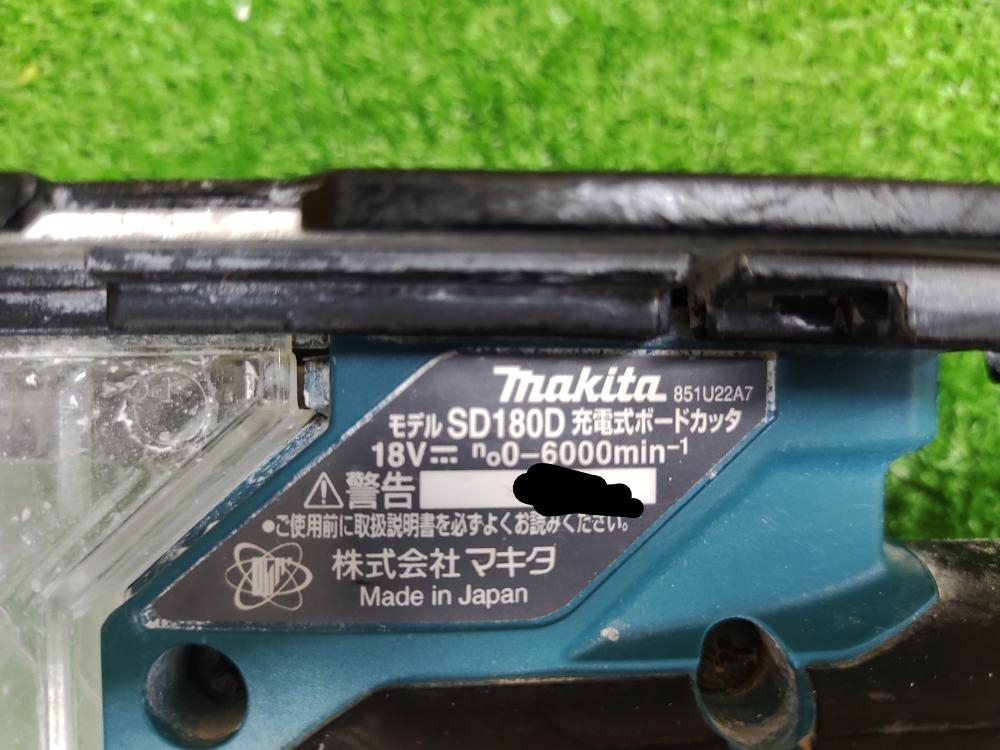 makita 851U22A7
モデル SD180D 充電式ボードカッタ
18V⎓ n₀0-6000min⁻¹
⚠警告
●ご使用前に取扱説明書を必ずよくお読みください。
株式会社 マキタ
Made in Japan